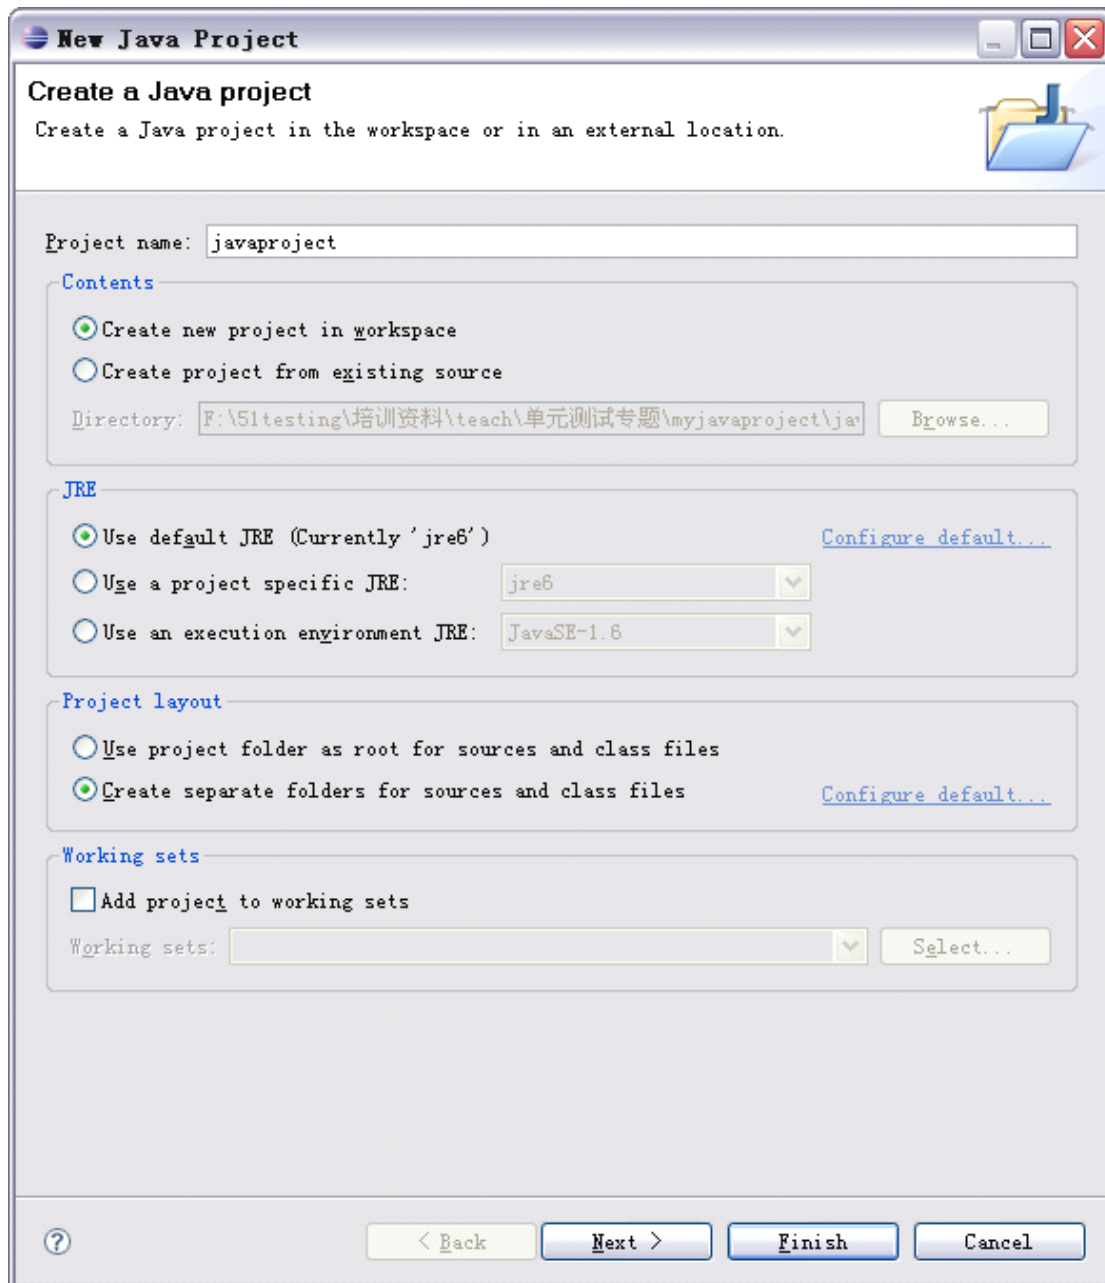 New Java Project
Create a Java project
Create a Java project in the workspace or in an external location.
Project name: javaproject
Contents
Create new project in workspace
Create project from existing source
Directory: F:\51testing\培训资料\teach\单元测试专题\myjavaproject\jav Browse...
JRE
Use default JRE (Currently 'jre6') Configure default...
Use a project specific JRE: jre6
Use an execution environment JRE: JavaSE-1.6
Project layout
Use project folder as root for sources and class files
Create separate folders for sources and class files Configure default...
Working sets
Add project to working sets
Working sets: Select...
? < Back Next > Finish Cancel